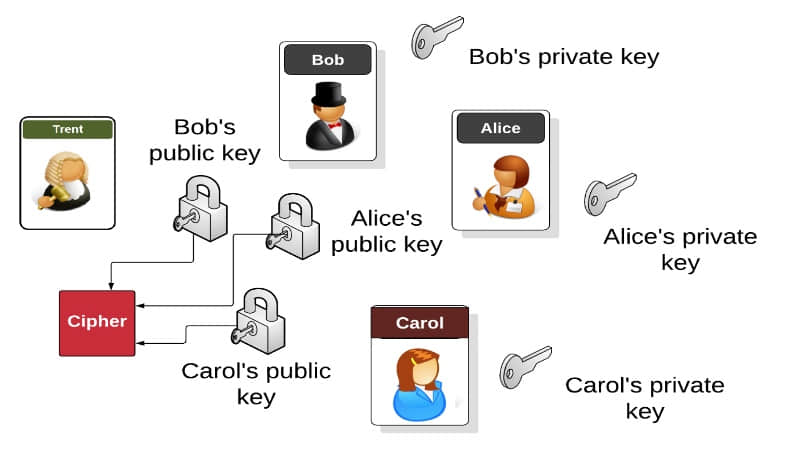 Bob
Bob's private key
Trent
Bob's
public key
Alice
Alice's
public key
Alice's private
key
Cipher
Carol
Carol's public
key
Carol's private
key